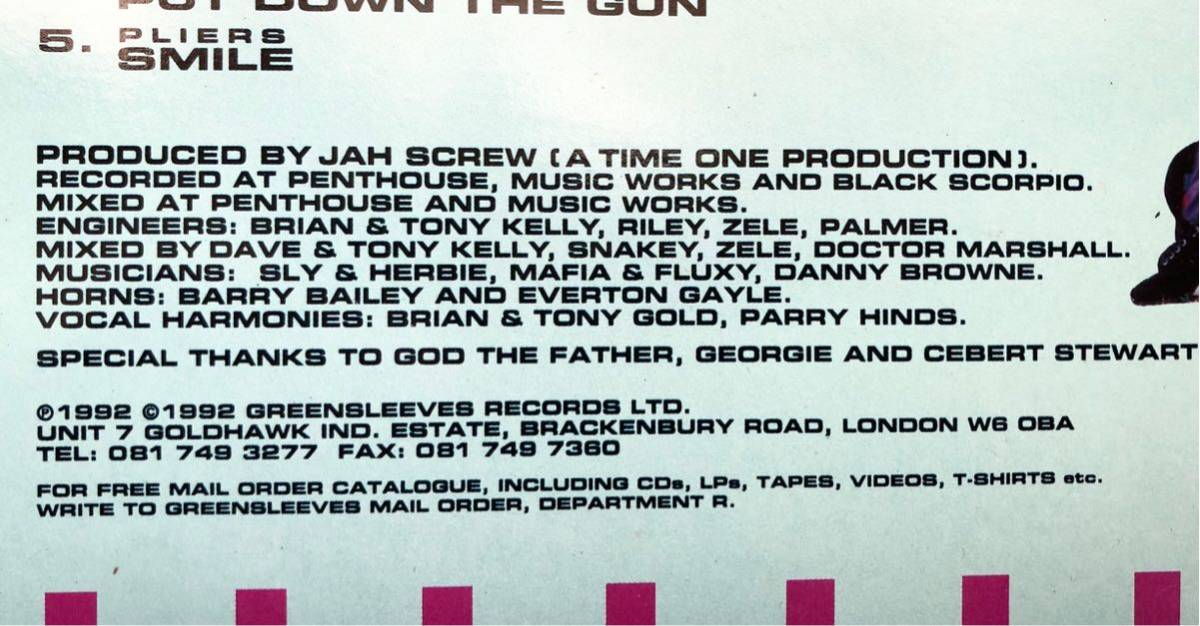 PUT DOWN THE GUN
5. PLIERS
SMILE
PRODUCED BY JAH SCREW (A TIME ONE PRODUCTION).
RECORDED AT PENTHOUSE, MUSIC WORKS AND BLACK SCORPIO.
MIXED AT PENTHOUSE AND MUSIC WORKS.
ENGINEERS: BRIAN & TONY KELLY, RILEY, ZELE, PALMER.
MIXED BY DAVE & TONY KELLY, SNAKEY, ZELE, DOCTOR MARSHALL.
MUSICIANS: SLY & HERBIE, MAFIA & FLUXY, DANNY BROWNE.
HORNS: BARRY BAILEY AND EVERTON GAYLE.
VOCAL HARMONIES: BRIAN & TONY GOLD, PARRY HINDS.
SPECIAL THANKS TO GOD THE FATHER, GEORGIE AND CEBERT STEWART
℗1992 ©1992 GREENSLEEVES RECORDS LTD.
UNIT 7 GOLDHAWK IND. ESTATE, BRACKENBURY ROAD, LONDON W6 0BA
TEL: 081 749 3277 FAX: 081 749 7360
FOR FREE MAIL ORDER CATALOGUE, INCLUDING CDs, LPs, TAPES, VIDEOS, T-SHIRTS etc.
WRITE TO GREENSLEEVES MAIL ORDER, DEPARTMENT R.